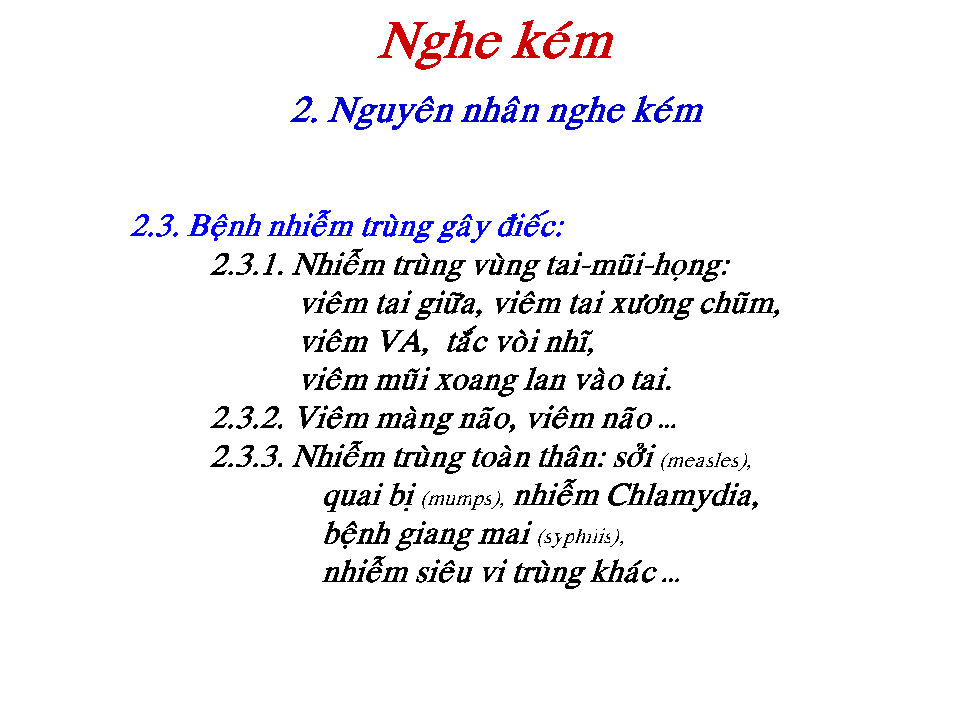 Nghe kém
2. Nguyên nhân nghe kém
2.3. Bệnh nhiễm trùng gây điếc:
2.3.1. Nhiễm trùng vùng tai-mũi-họng:
viêm tai giữa, viêm tai xương chũm,
viêm VA, tắc vòi nhĩ,
viêm mũi xoang lan vào tai.
2.3.2. Viêm màng não, viêm não ...
2.3.3. Nhiễm trùng toàn thân: sởi (measles),
quai bị (mumps), nhiễm Chlamydia,
bệnh giang mai (syphilis),
nhiễm siêu vi trùng khác ...